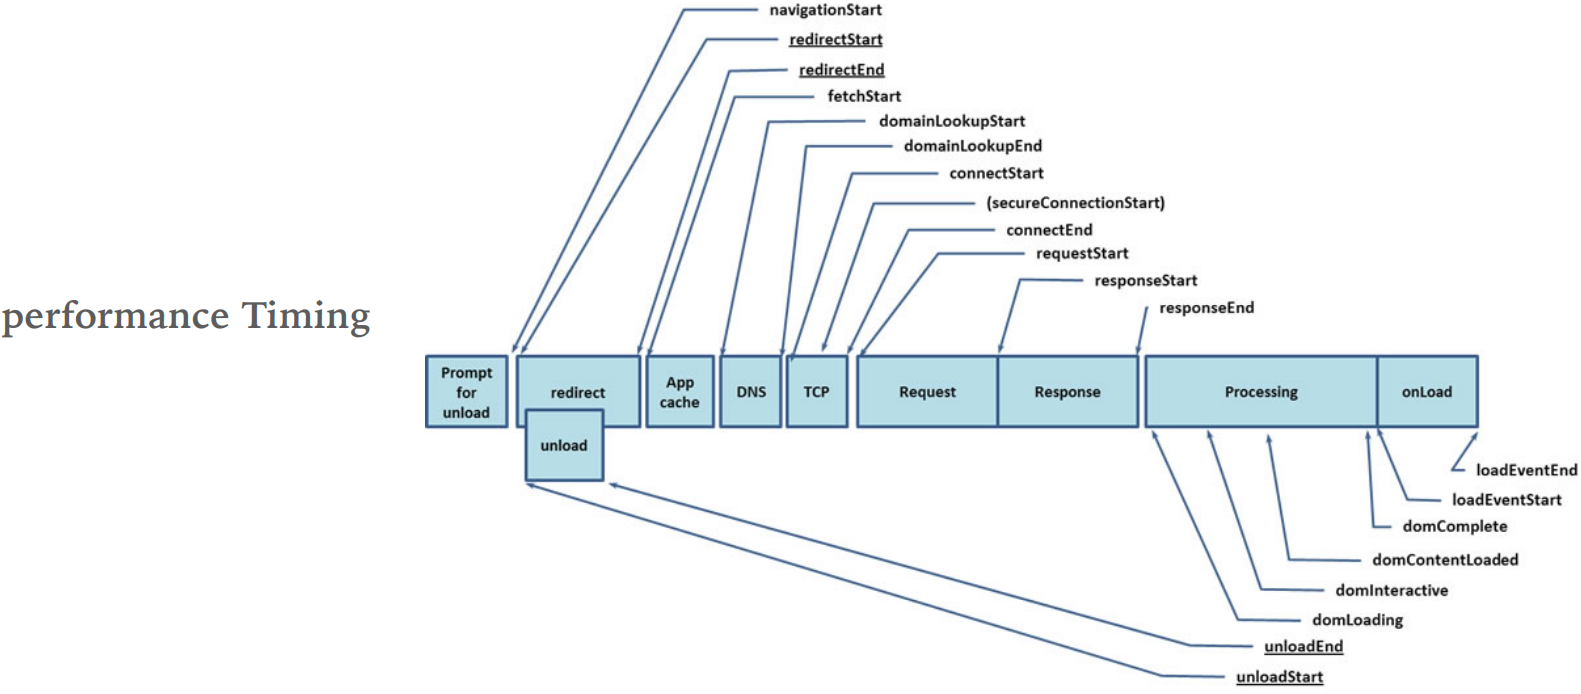 navigationStart
redirectStart
redirectEnd
fetchStart
domainLookupStart
domainLookupEnd
connectStart
(secureConnectionStart)
connectEnd
requestStart
responseStart
responseEnd
performance Timing
Prompt
for
unload
redirect
unload
App
cache
DNS
TCP
Request
Response
Processing
onLoad
loadEventEnd
loadEventStart
domComplete
domContentLoaded
domInteractive
domLoading
unloadEnd
unloadStart